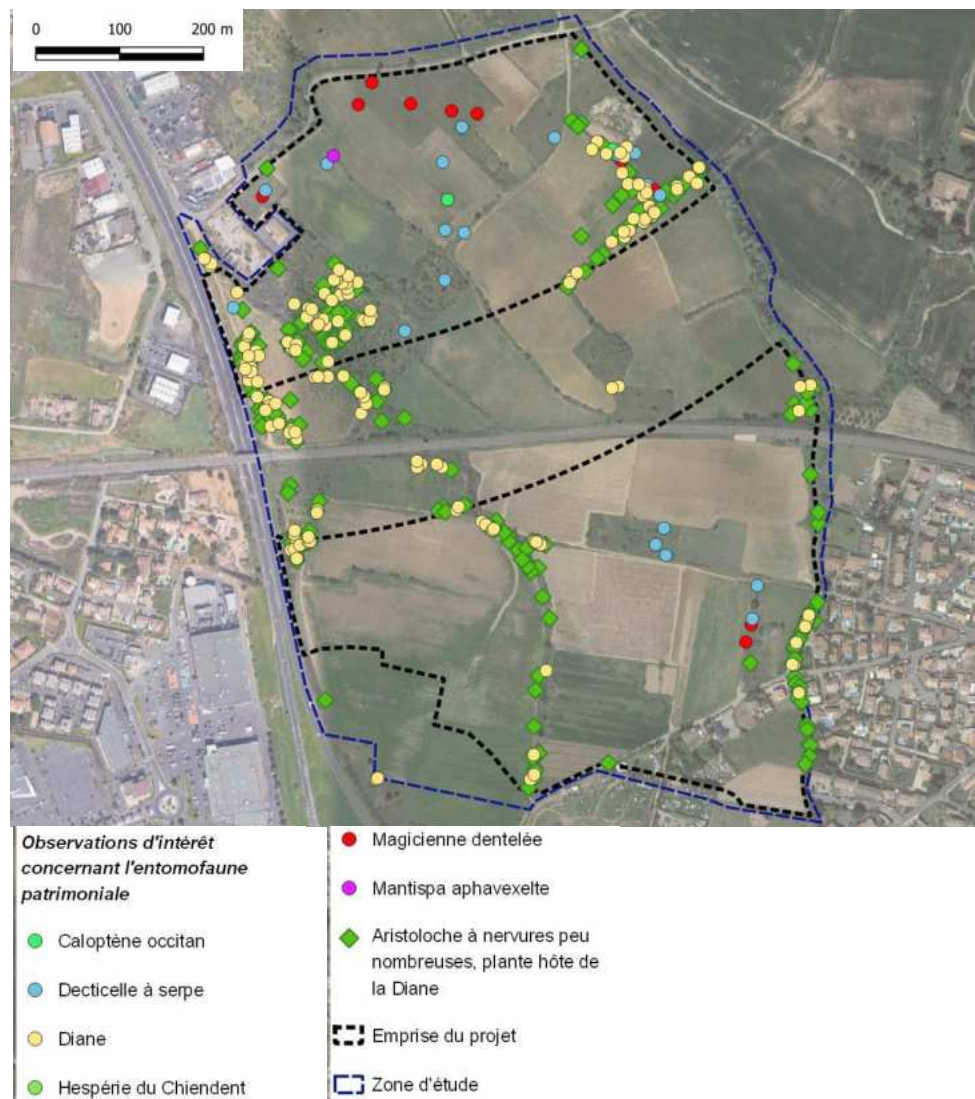 0 100 200 m
Observations d'intérêt
concernant l'entomofaune
patrimoniale
Caloptène occitan
Decticelle à serpe
Diane
Hespérie du Chiendent
Magicienne dentelée
Mantispa aphavexelte
Aristoloche à nervures peu
nombreuses, plante hôte de
la Diane
Emprise du projet
Zone d'étude